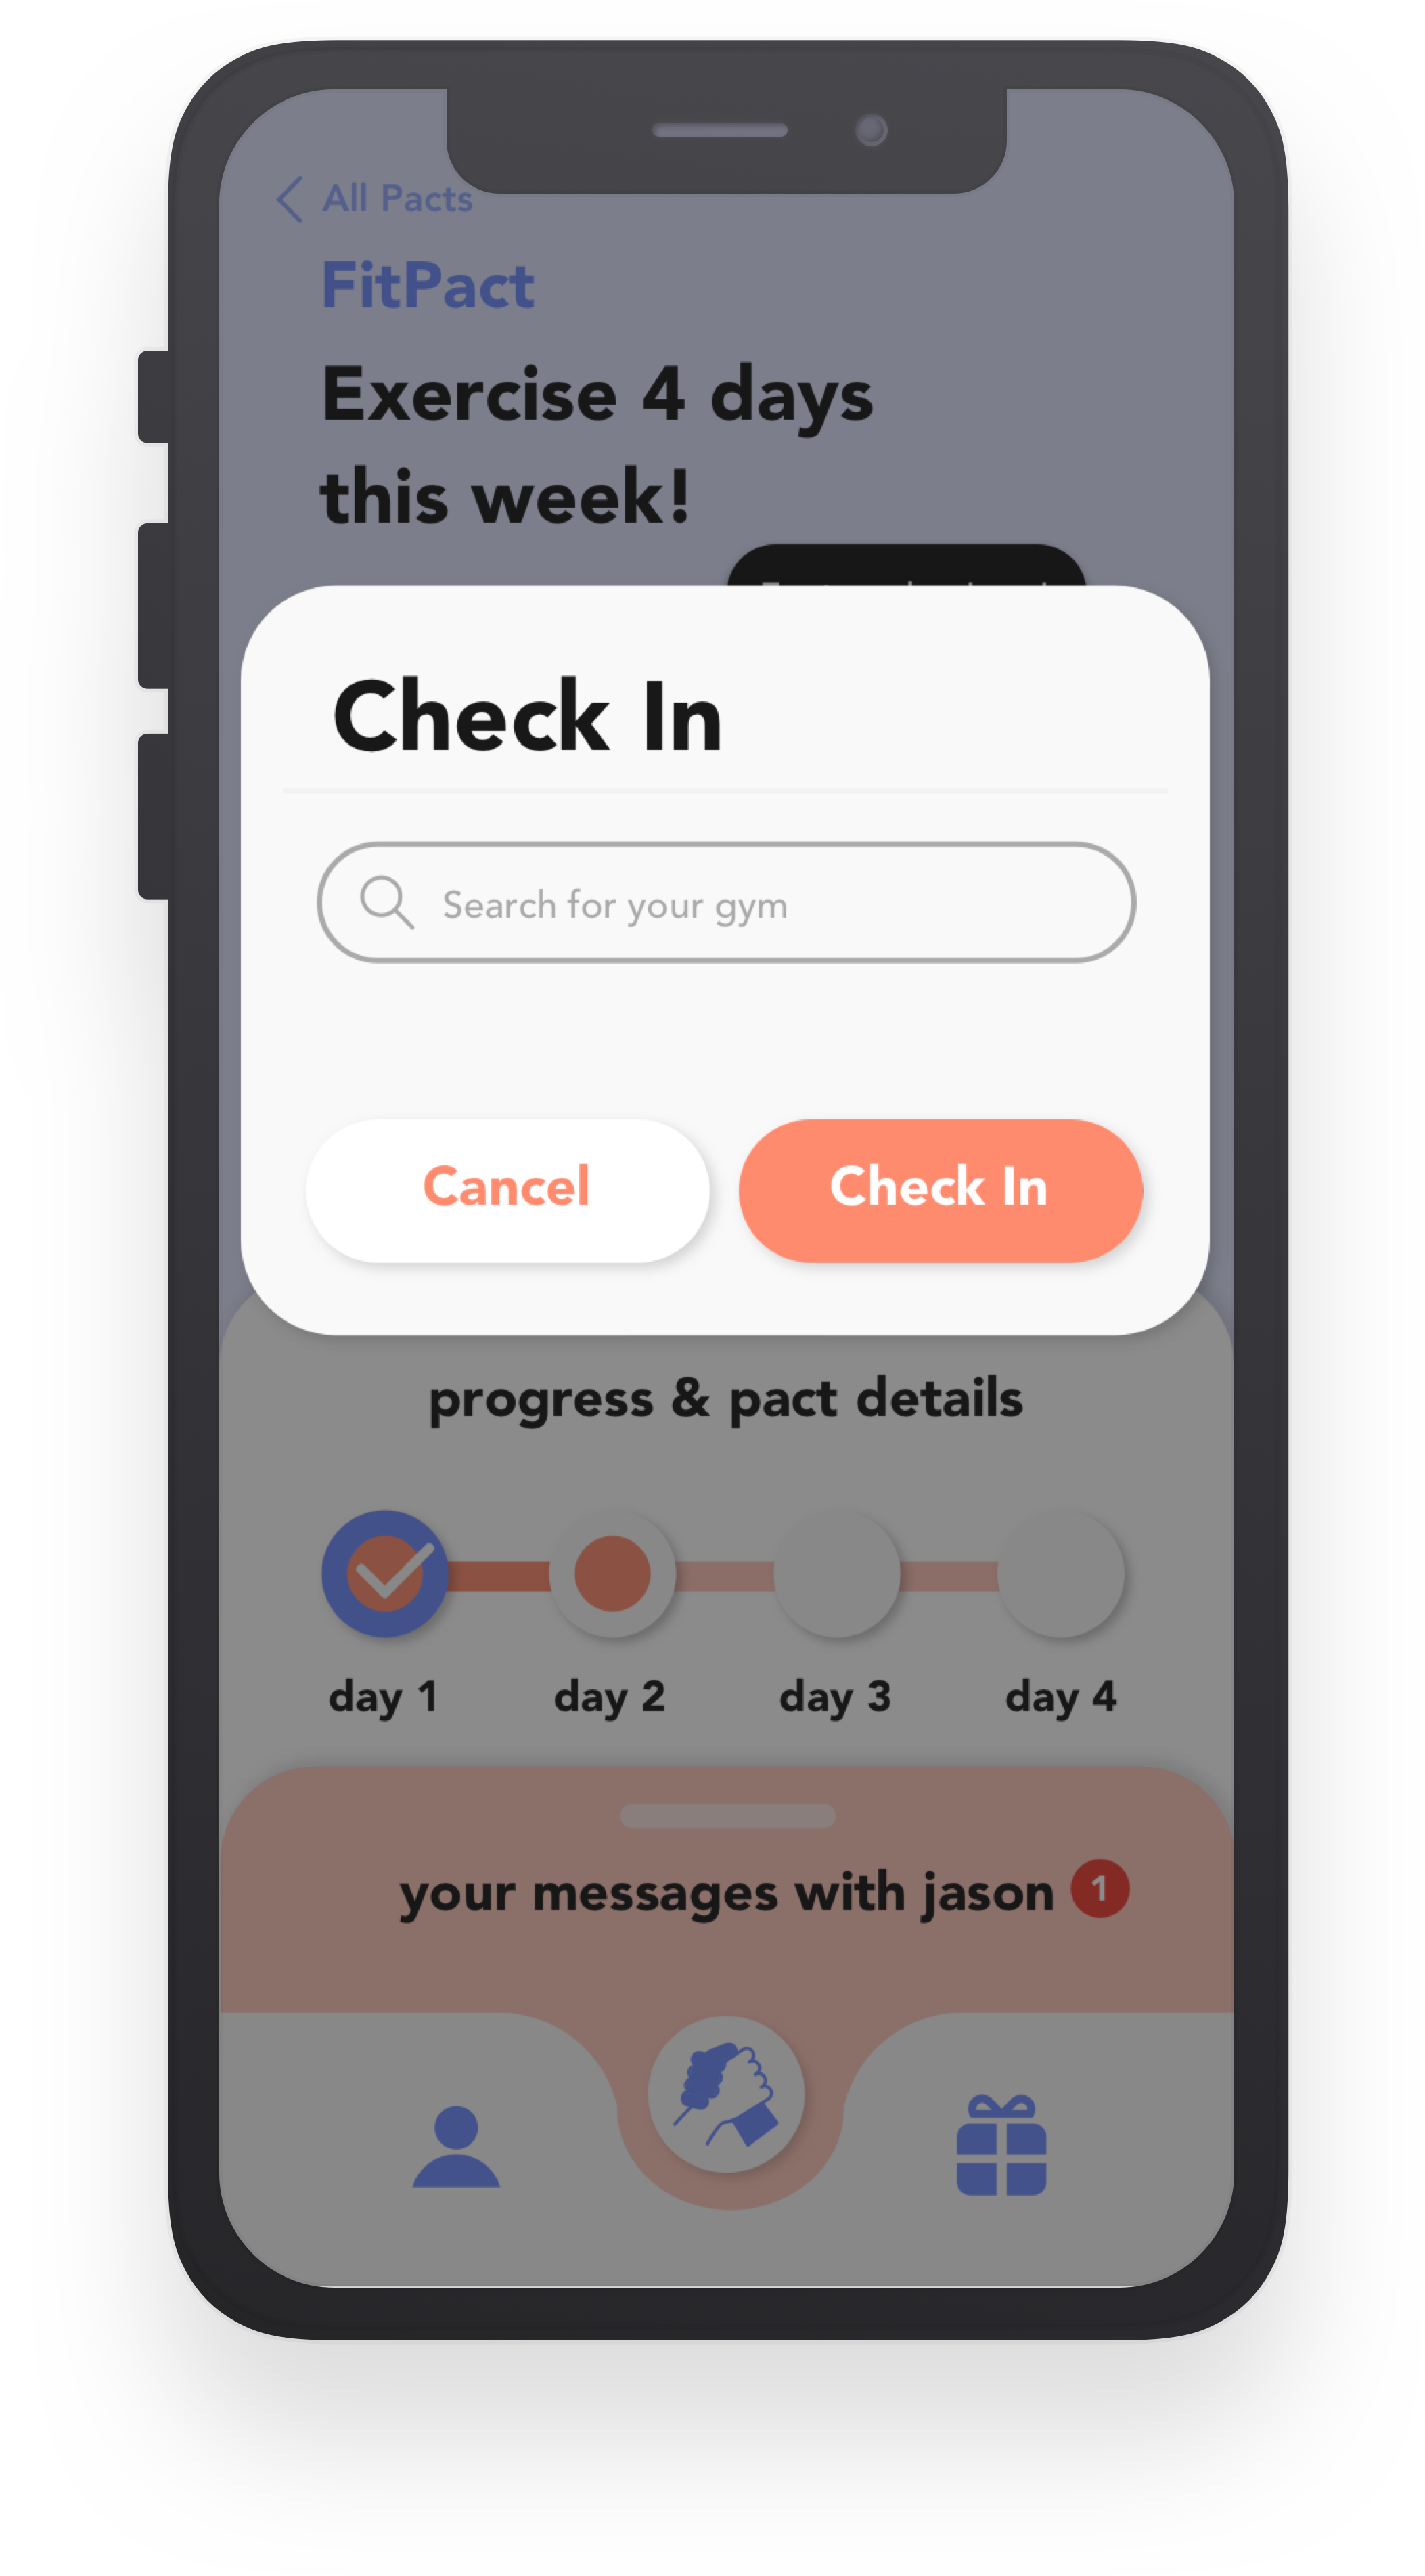 All Pacts
FitPact
Exercise 4 days
this week!
Check In
Search for your gym
Cancel
Check In
progress & pact details
day 1
day 2
day 3
day 4
your messages with jason
1